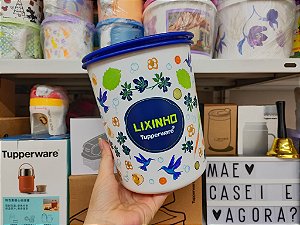 LIXINHO
Tupperware
Tupperware
MÃE
CASEI E
AGORA?